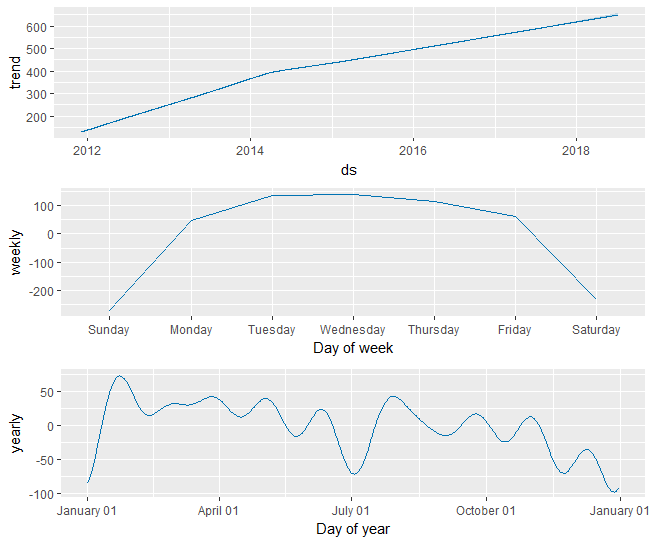 600
500
400
300
200
trend
2012 2014 2016 2018
ds
100
0
-100
-200
weekly
Sunday Monday Tuesday Wednesday Thursday Friday Saturday
Day of week
50
0
-50
-100
yearly
January 01 April 01 July 01 October 01 January 01
Day of year